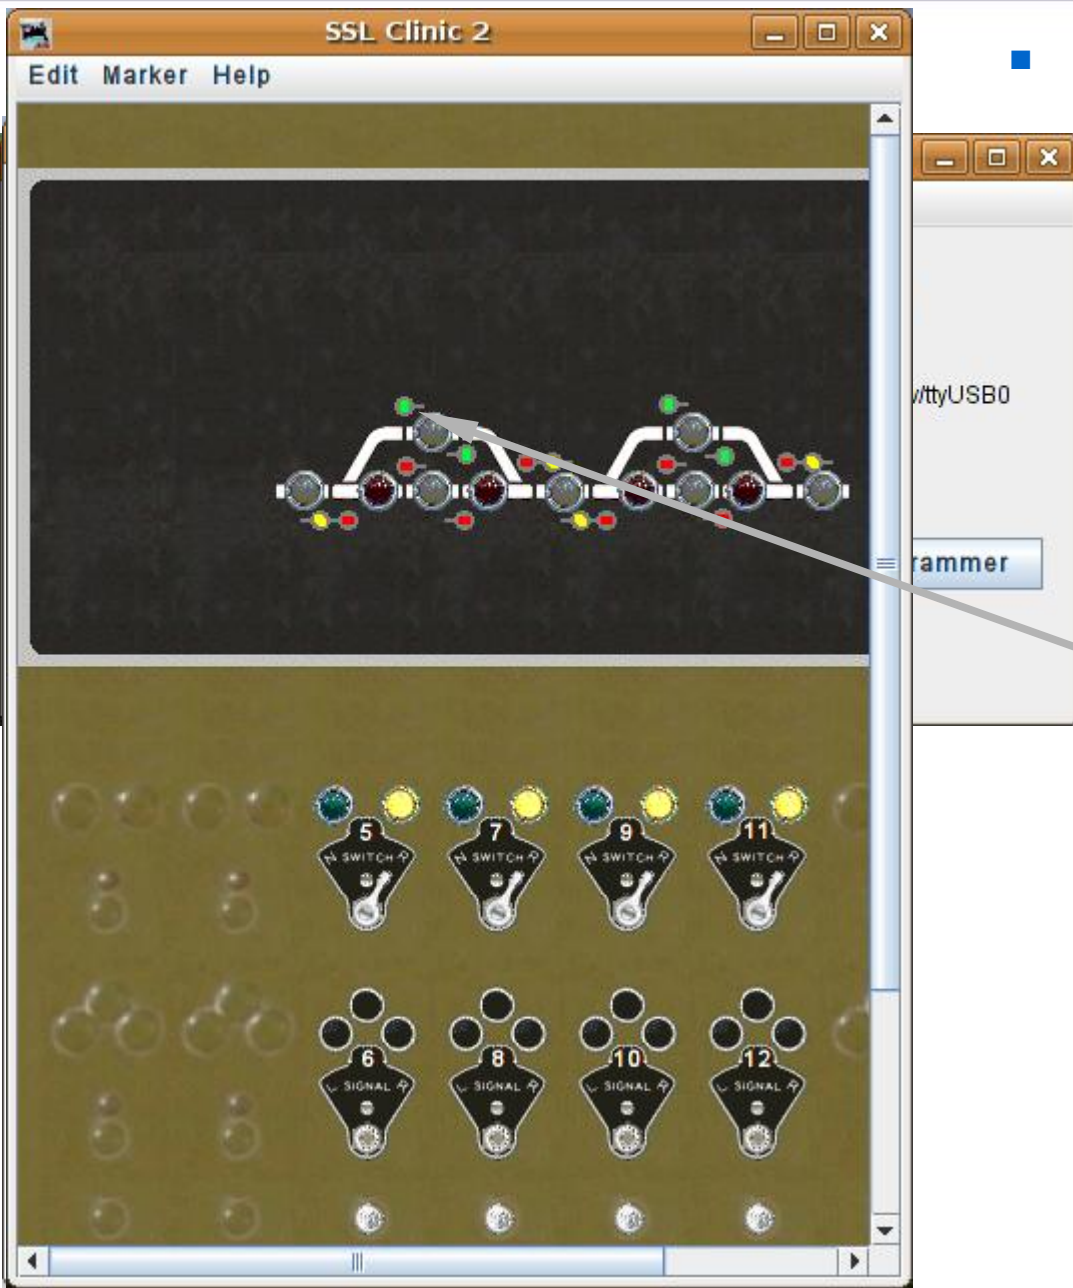 SSL Clinic 2
Edit Marker Help
/ttyUSB0
rammer
5 7 9 11
N SWITCH R N SWITCH R N SWITCH R N SWITCH R
6 8 10 12
L SIGNAL R L SIGNAL R L SIGNAL R L SIGNAL R